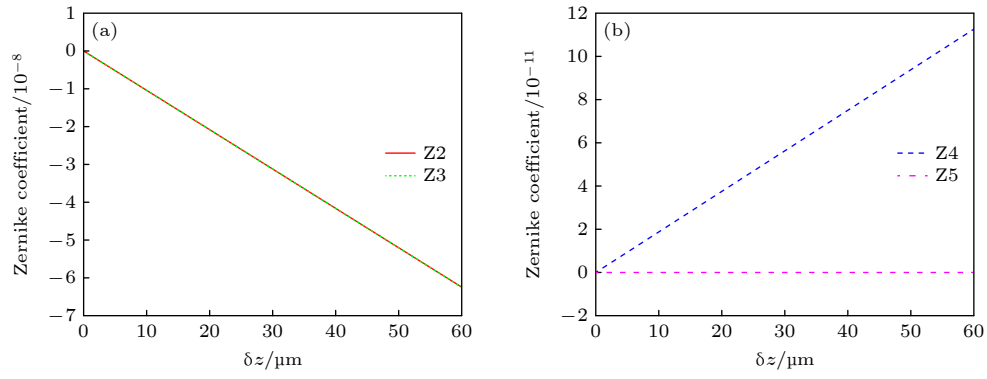 (a)
Zernike coefficient/10⁻⁸
1
0
−1
−2
−3
−4
−5
−6
−7
Z2
Z3
0 10 20 30 40 50 60
δz/µm
(b)
Zernike coefficient/10⁻¹¹
12
10
8
6
4
2
0
−2
Z4
Z5
0 10 20 30 40 50 60
δz/µm